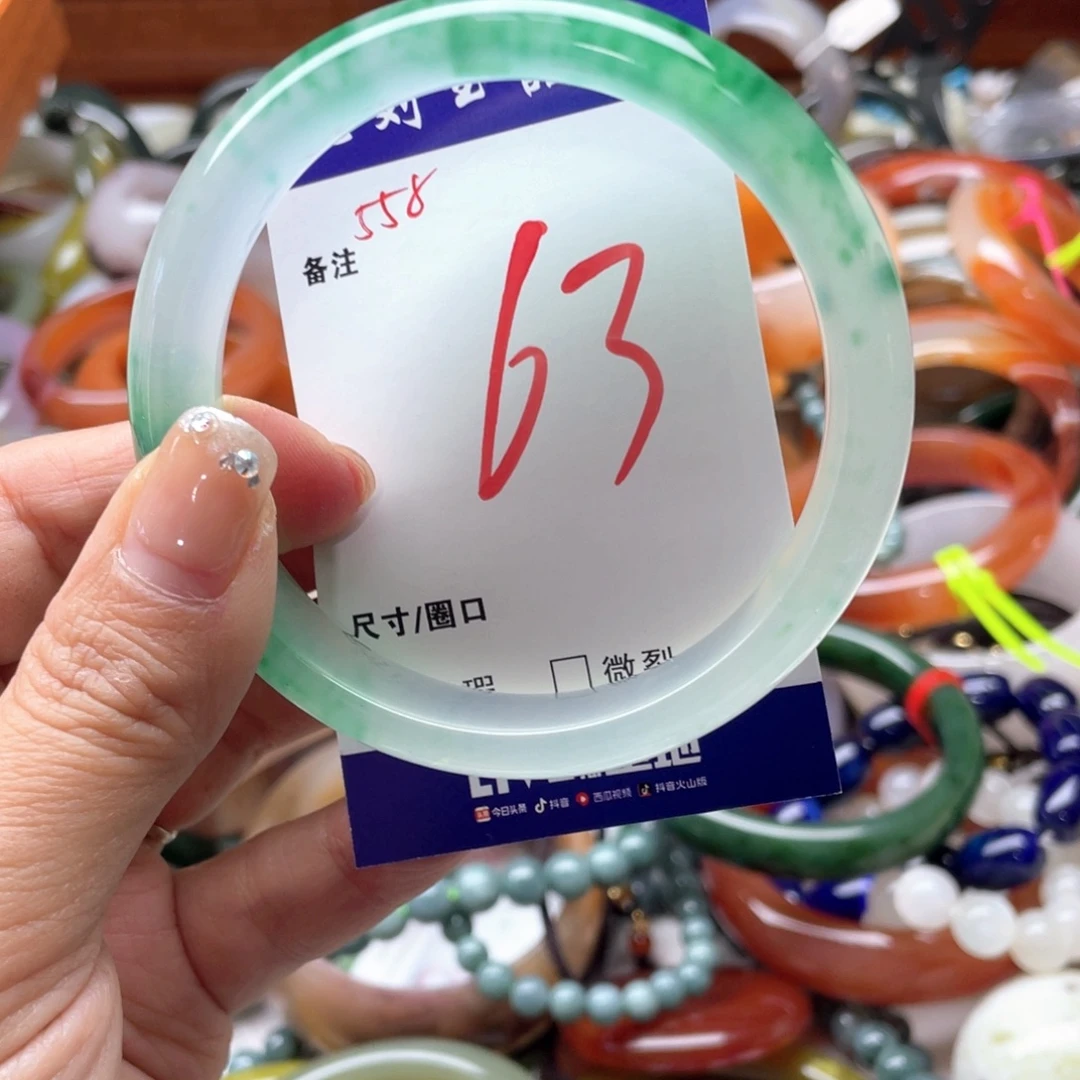 558
备注
63
尺寸/圈口
微裂
今日头条 抖音 西瓜视频 抖音火山版